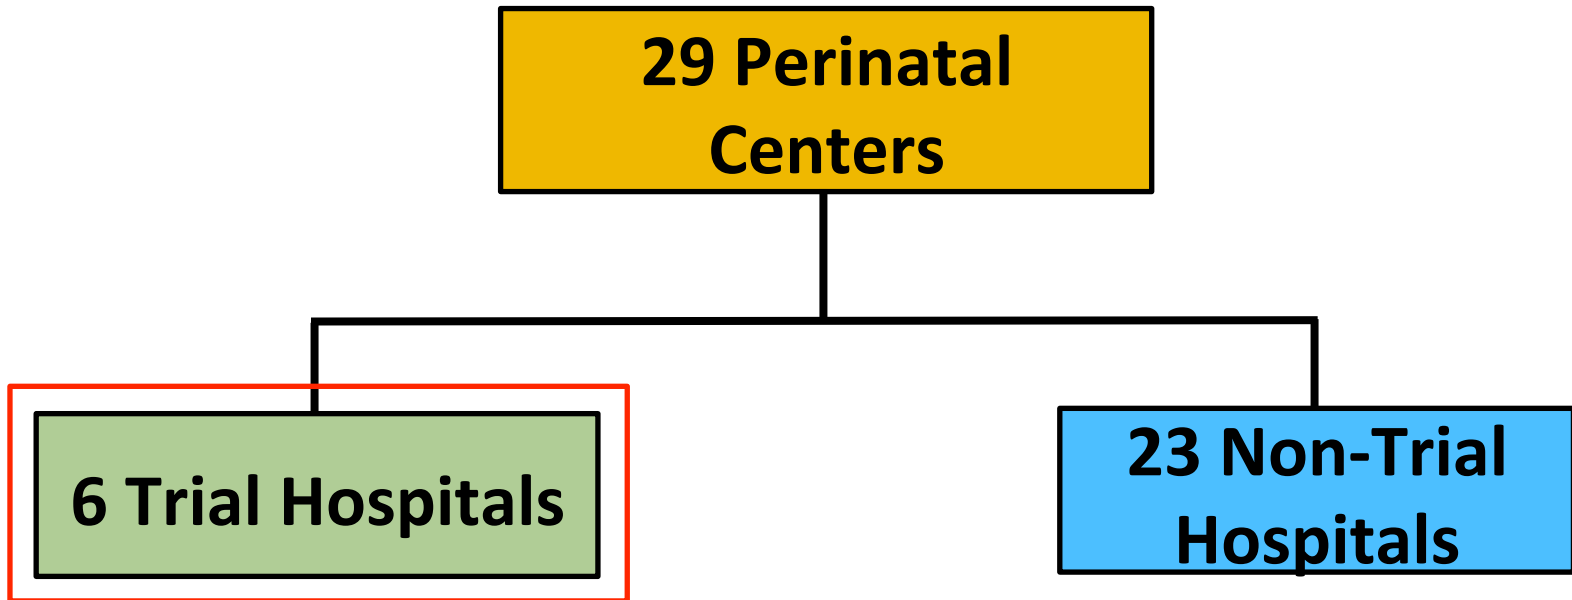 29 Perinatal
Centers
6 Trial Hospitals
23 Non-Trial
Hospitals